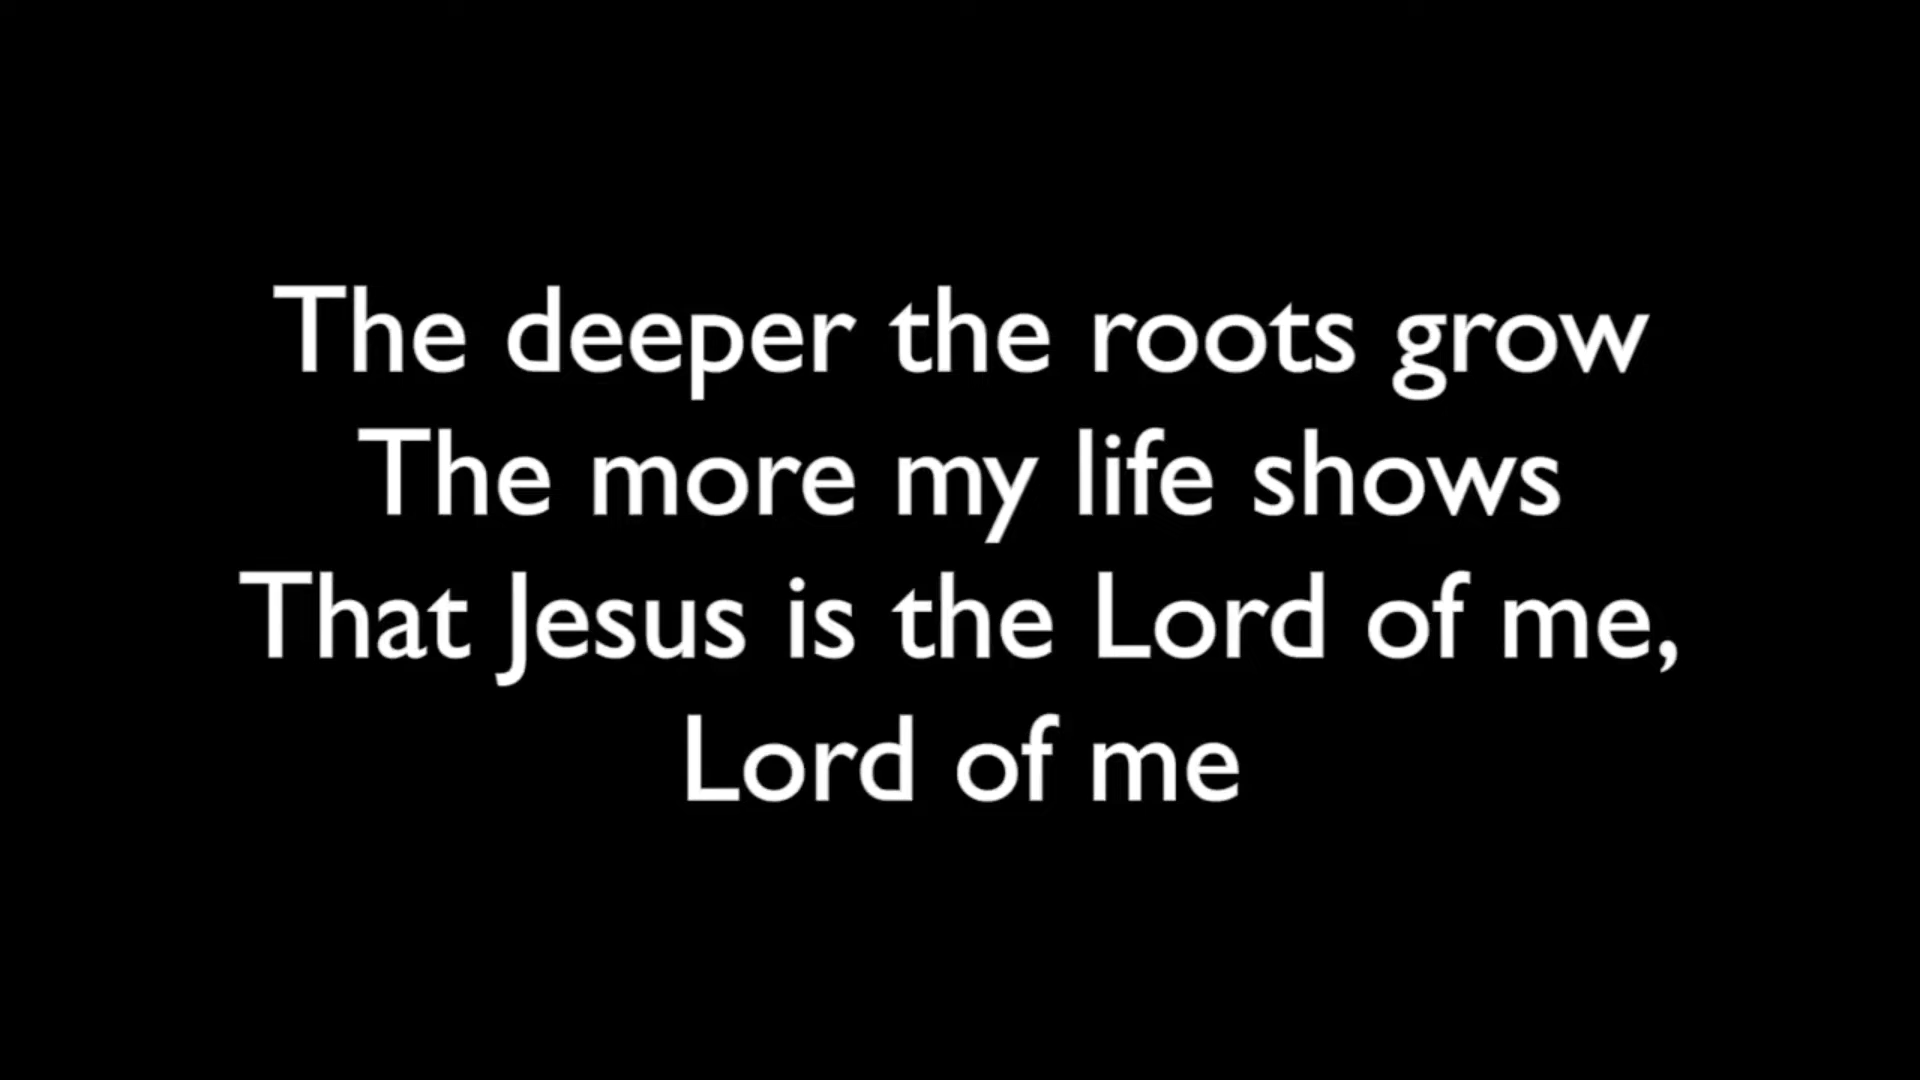 The deeper the roots grow
The more my life shows
That Jesus is the Lord of me,
Lord of me